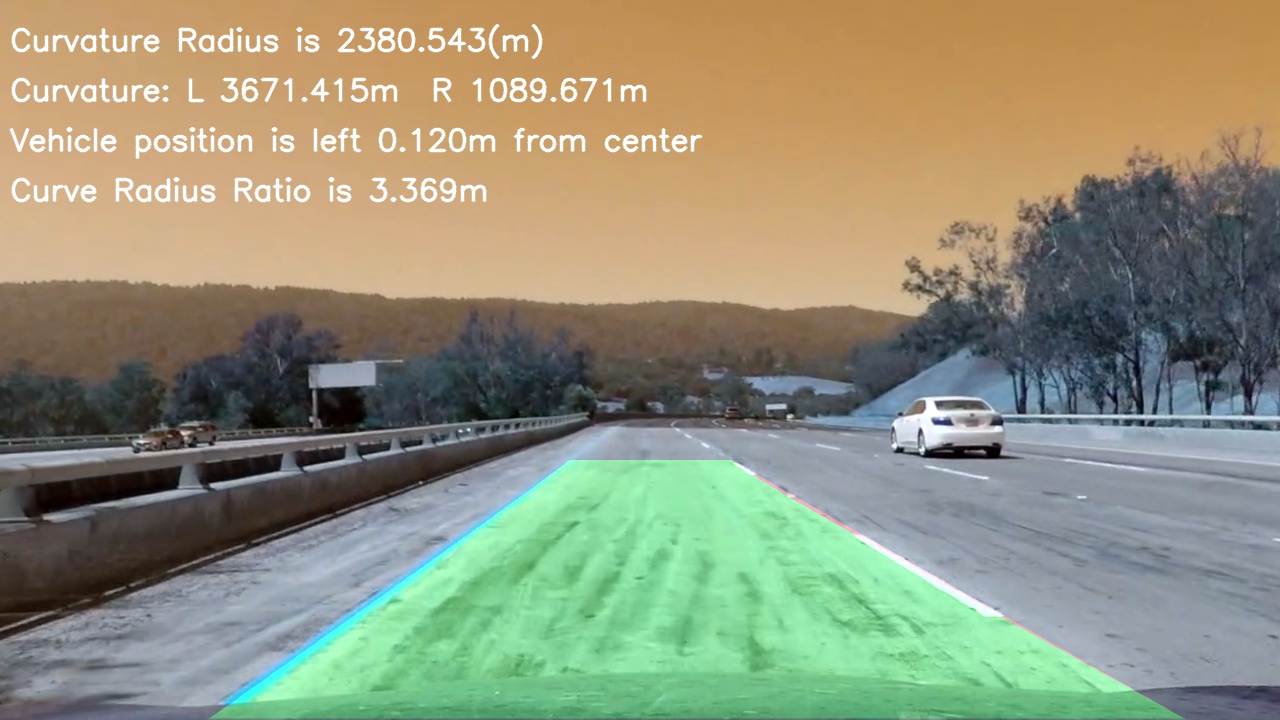 Curvature Radius is 2380.543(m)
Curvature: L 3671.415m R 1089.671m
Vehicle position is left 0.120m from center
Curve Radius Ratio is 3.369m